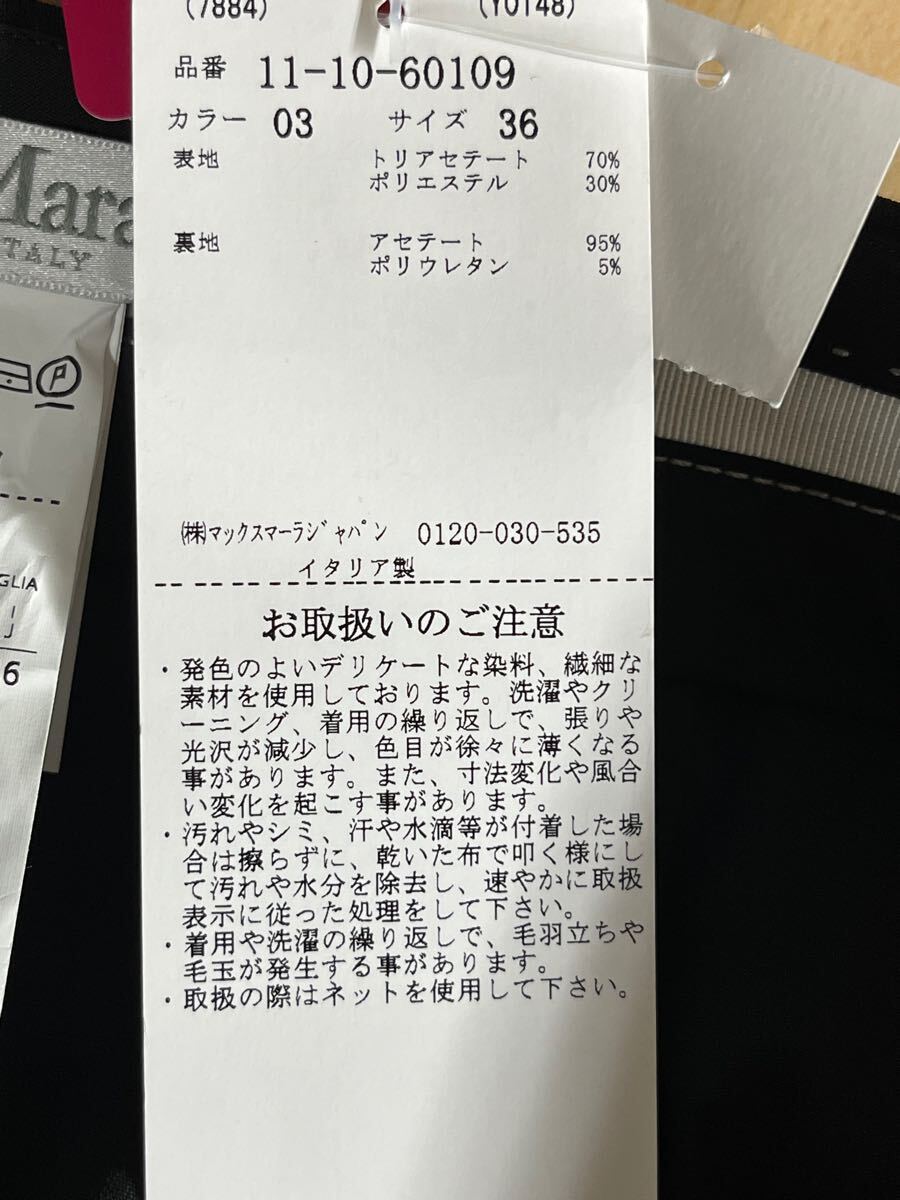 (7884) (Y0148)
品番 11-10-60109
カラー 03 サイズ 36
表地 トリアセテート 70%
ポリエステル 30%
裏地 アセテート 95%
ポリウレタン 5%
㈱マックスマーラジャパン 0120-030-535
イタリア製
お取扱いのご注意
・発色のよいデリケートな染料、繊細な
素材を使用しております。洗濯やクリ
ーニング、着用の繰り返しで、張りや
光沢が減少し、色目が徐々に薄くなる
事があります。また、寸法変化や風合
い変化を起こす事があります。
・汚れやシミ、汗や水滴等が付着した場
合は擦らずに、乾いた布で叩く様にし
て汚れや水分を除去し、速やかに取扱
表示に従った処理をして下さい。
・着用や洗濯の繰り返しで、毛羽立ちや
毛玉が発生する事があります。
・取扱の際はネットを使用して下さい。
Mara
ITALY
P
GLIA
I
J
6